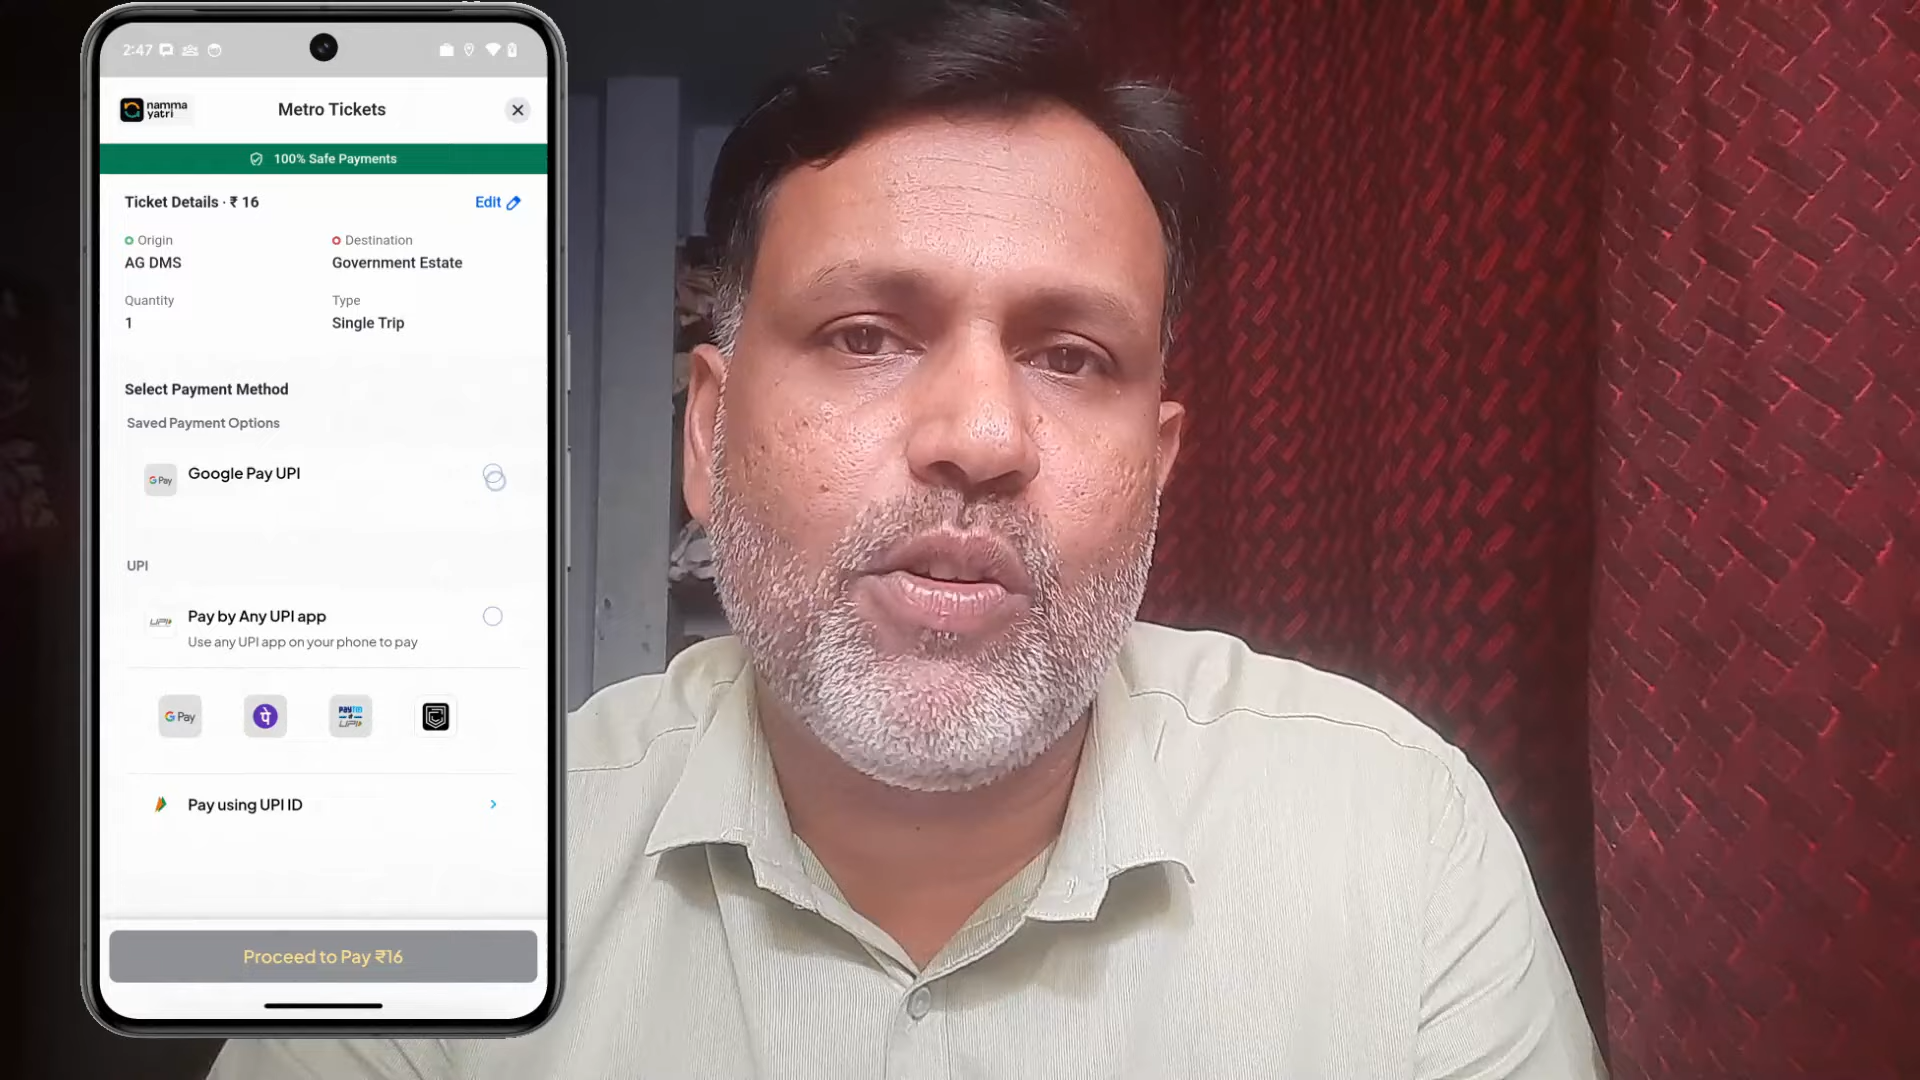 2:47
namma
yatri
Metro Tickets
100% Safe Payments
Ticket Details · ₹ 16
Edit
Origin
Destination
AG DMS
Government Estate
Quantity
Type
1
Single Trip
Select Payment Method
Saved Payment Options
G Pay
Google Pay UPI
UPI
UPI
Pay by Any UPI app
Use any UPI app on your phone to pay
G Pay
पे
paytm
UPI
Pay using UPI ID
Proceed to Pay ₹16